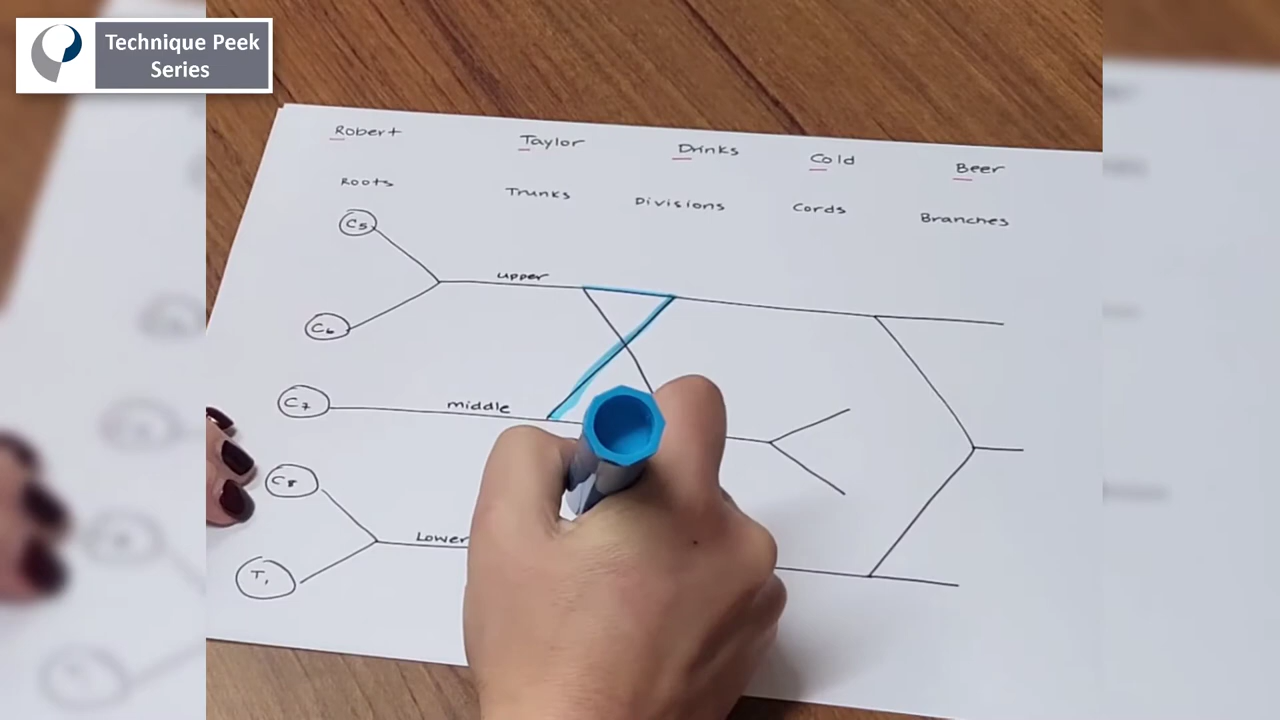 Technique Peek
Series
Robert Taylor Drinks Cold Beer
Roots Trunks Divisions Cords Branches
C5
upper
C6
C7 middle
C8
Lower
T1